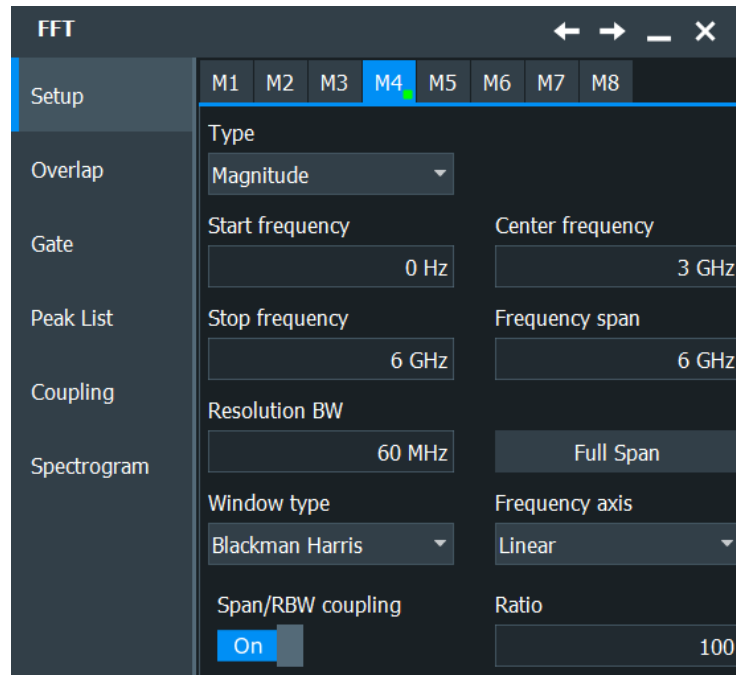 FFT
Setup
Overlap
Gate
Peak List
Coupling
Spectrogram
M1 M2 M3 M4 M5 M6 M7 M8
Type
Magnitude
Start frequency Center frequency
0 Hz 3 GHz
Stop frequency Frequency span
6 GHz 6 GHz
Resolution BW
60 MHz Full Span
Window type Frequency axis
Blackman Harris Linear
Span/RBW coupling Ratio
On 100